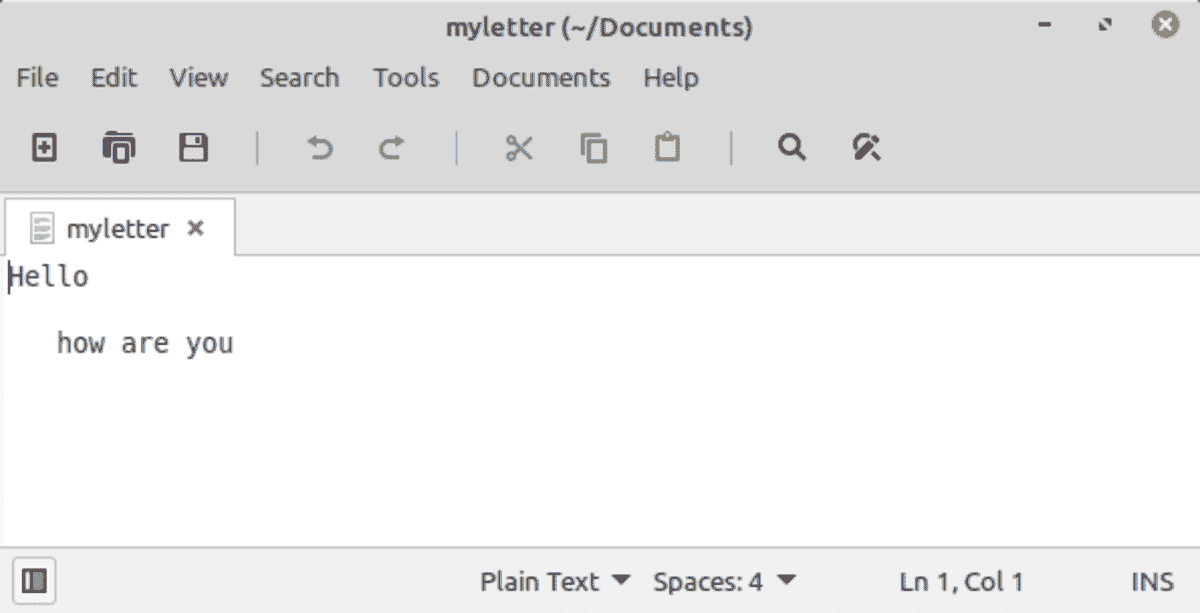 myletter (~/Documents)
File Edit View Search Tools Documents Help
myletter
Hello
   how are you
Plain Text Spaces: 4 Ln 1, Col 1 INS